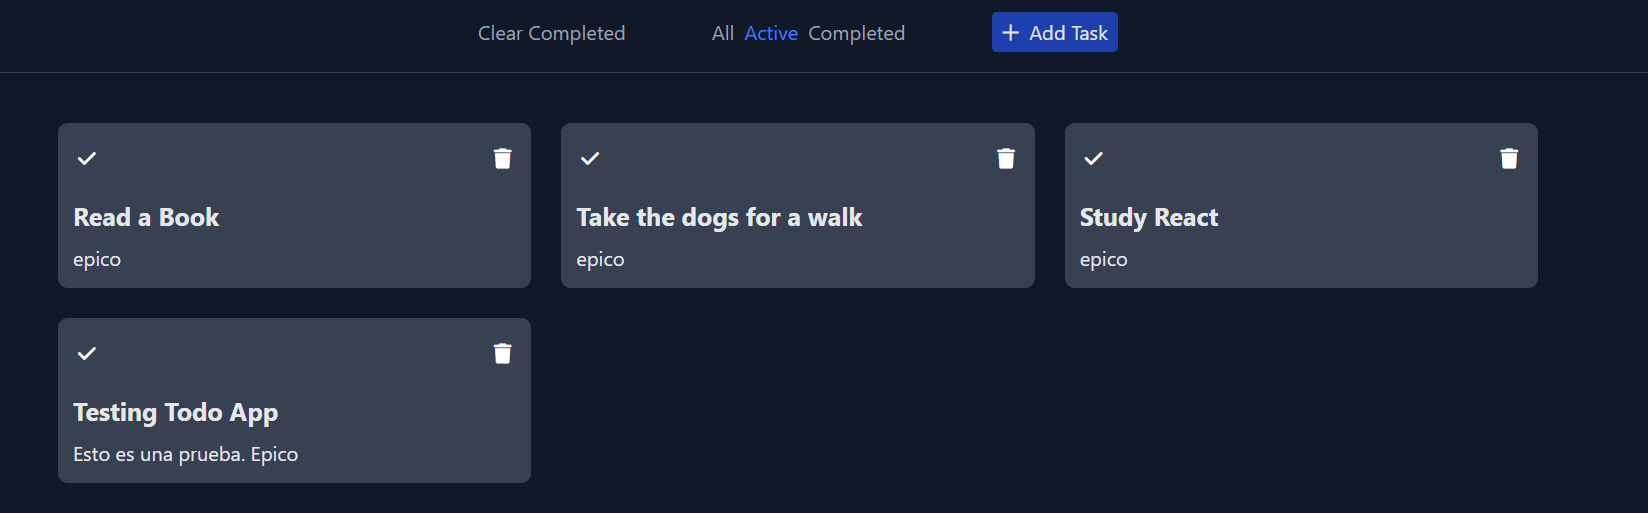 Clear Completed
All Active Completed
Add Task
Read a Book
epico
Take the dogs for a walk
epico
Study React
epico
Testing Todo App
Esto es una prueba. Epico